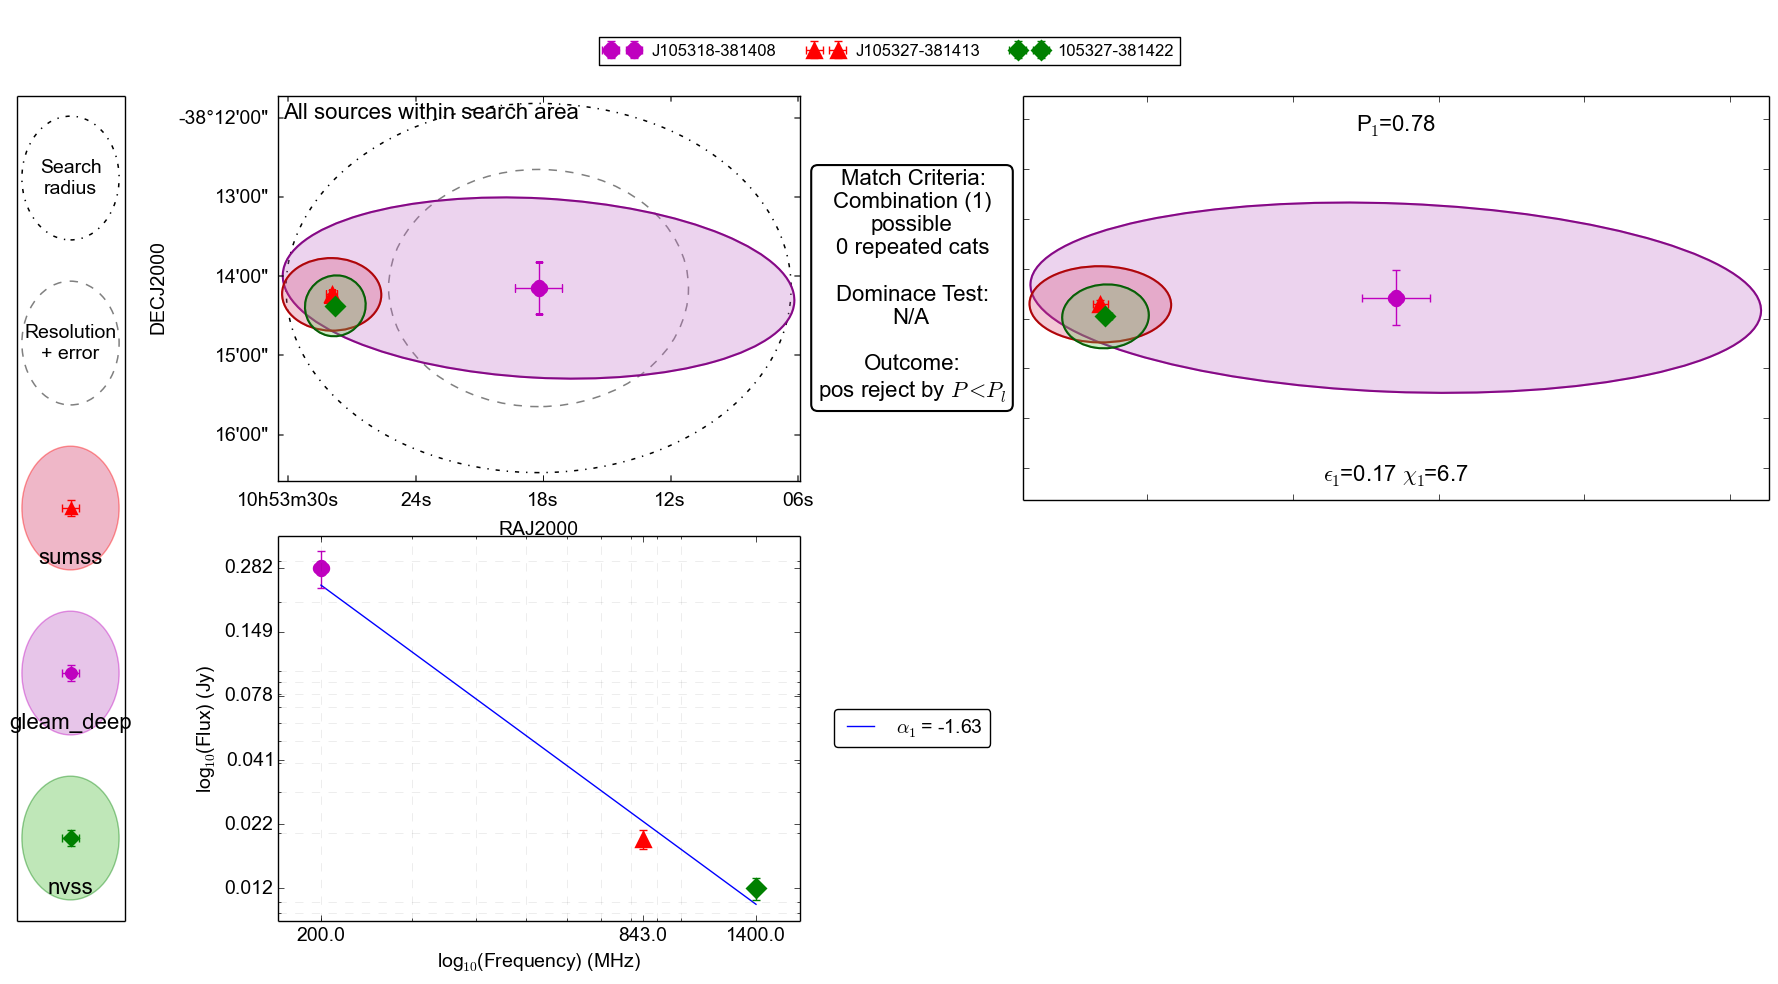 J105318-381408
J105327-381413
105327-381422
Search
radius
Resolution
+ error
sumss
gleam_deep
nvss
All sources within search area
-38°12'00"
13'00"
14'00"
15'00"
16'00"
DECJ2000
10h53m30s
24s
18s
12s
06s
RAJ2000
Match Criteria:
Combination (1)
possible
0 repeated cats
Dominace Test:
N/A
Outcome:
pos reject by P<P_l
P_1=0.78
ϵ_1=0.17 χ_1=6.7
0.282
0.149
0.078
0.041
0.022
0.012
log_10(Flux) (Jy)
200.0
843.0
1400.0
log_10(Frequency) (MHz)
α_1 = -1.63